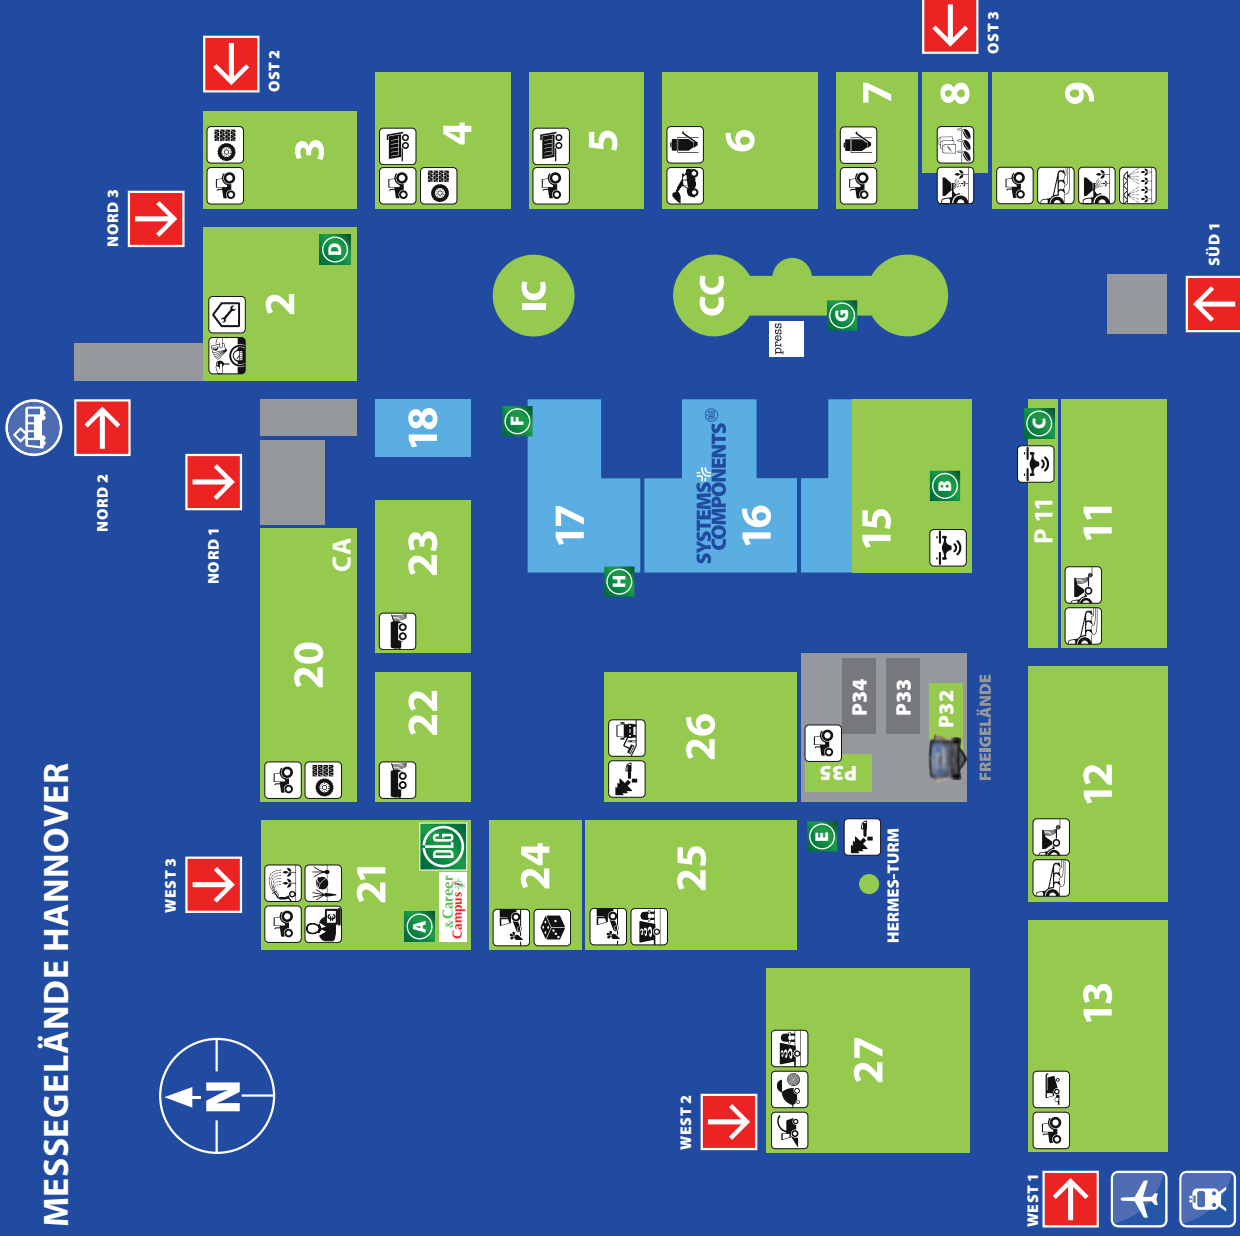 MESSEGELÄNDE HANNOVER
NORD 2
NORD 3
WEST 3
NORD 1
N
OST 2
2
D
3
20
CA
21
A
& Career
Campus
DLG
22
23
18
4
24
IC
5
F
17
H
WEST 2
25
26
CC
6
SYSTEMS
COMPONENTS
DLG
16
press
G
27
E
P35
P34
P33
P32
15
B
7
8
9
HERMES-TURM
FREIGELÄNDE
OST 3
WEST 1
13
12
P 11
C
11
SÜD 1